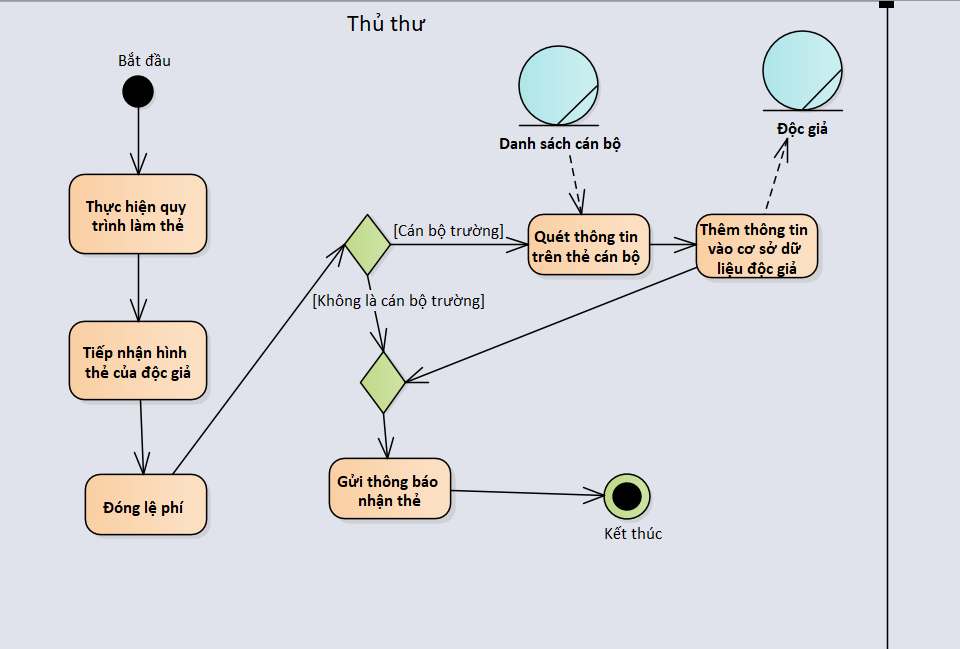 Thủ thư
Bắt đầu
Thực hiện quy
trình làm thẻ
Tiếp nhận hình
thẻ của độc giả
Đóng lệ phí
[Cán bộ trường]
[Không là cán bộ trường]
Danh sách cán bộ
Quét thông tin
trên thẻ cán bộ
Độc giả
Thêm thông tin
vào cơ sở dữ
liệu độc giả
Gửi thông báo
nhận thẻ
Kết thúc